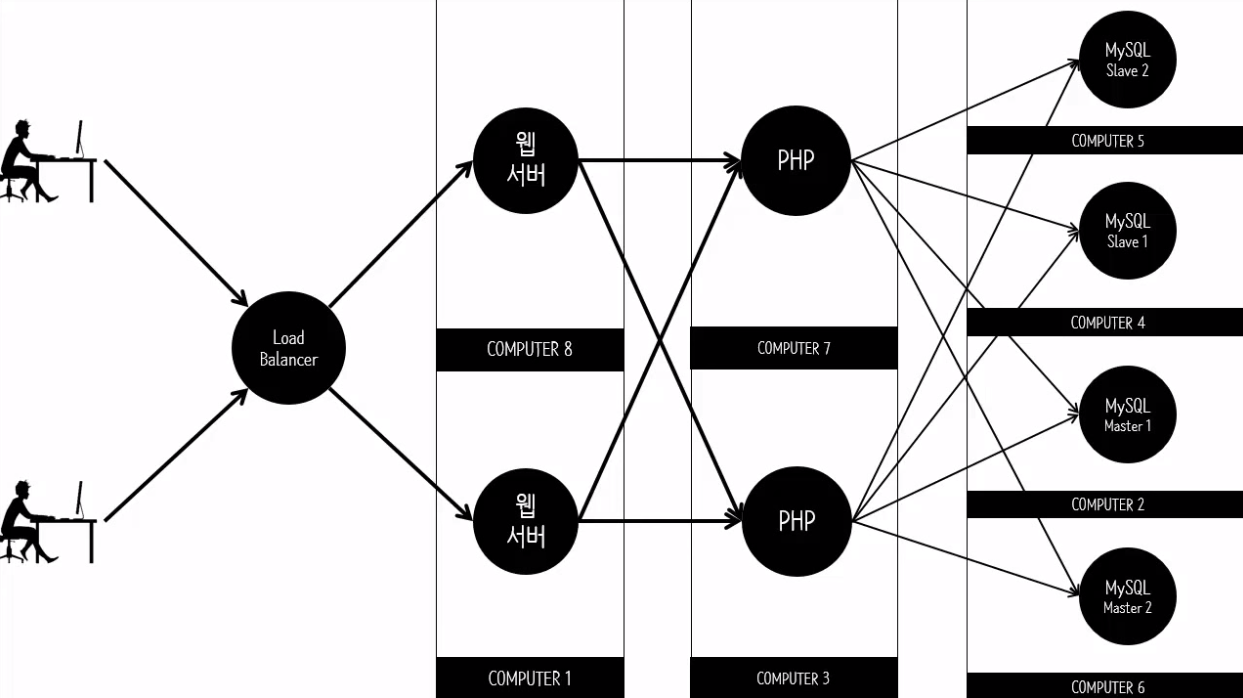 Load
Balancer
웹
서버
COMPUTER 8
웹
서버
COMPUTER 1
PHP
COMPUTER 7
PHP
COMPUTER 3
MySQL
Slave 2
COMPUTER 5
MySQL
Slave 1
COMPUTER 4
MySQL
Master 1
COMPUTER 2
MySQL
Master 2
COMPUTER 6